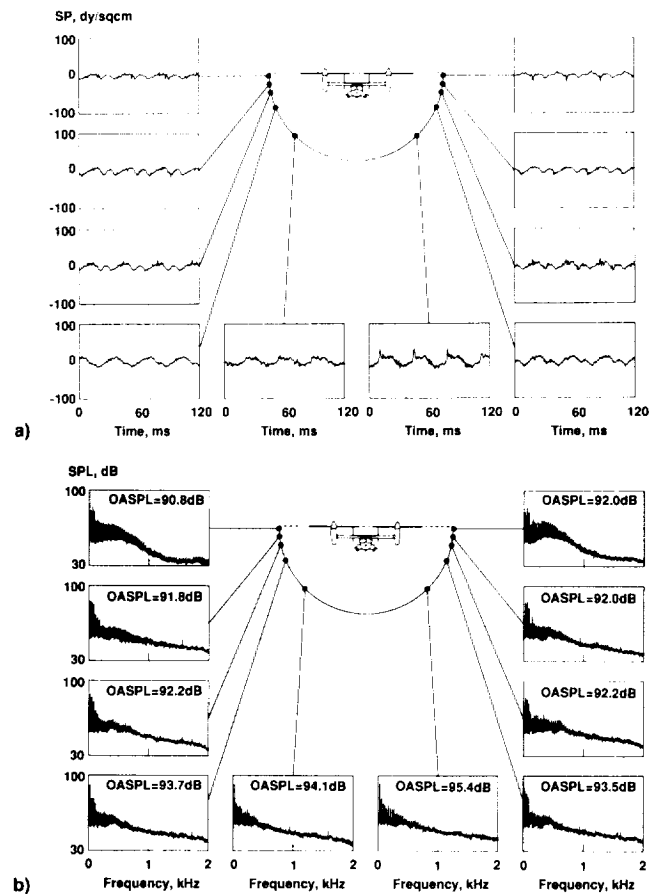 SP, dy/sqcm
100
0
-100
100
0
-100
100
0
-100
100
0
-100
0 60 120 0 60 120 0 60 120 0 60 120
Time, ms Time, ms Time, ms Time, ms
a)
SPL, dB
100
OASPL=90.8dB
OASPL=92.0dB
30
100
OASPL=91.8dB
OASPL=92.0dB
30
100
OASPL=92.2dB
OASPL=92.2dB
30
100
OASPL=93.7dB OASPL=94.1dB OASPL=95.4dB OASPL=93.5dB
30
0 1 2 0 1 2 0 1 2 0 1 2
Frequency, kHz Frequency, kHz Frequency, kHz Frequency, kHz
b)